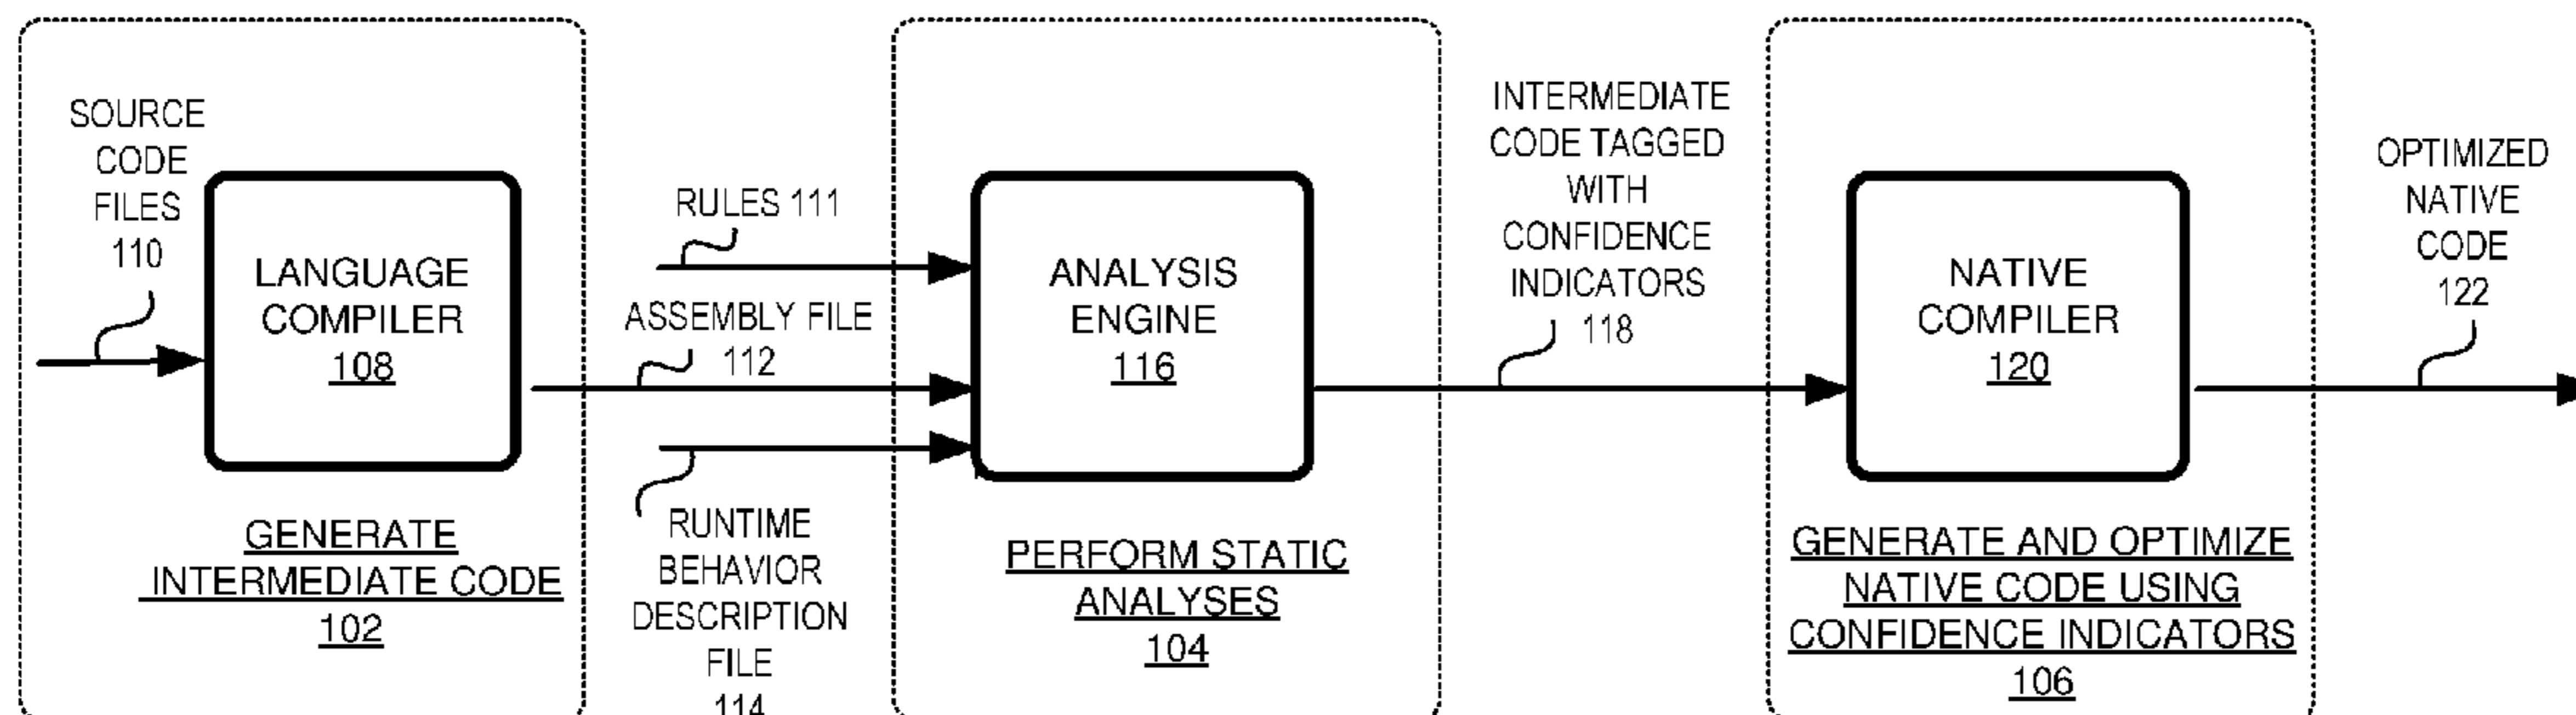 SOURCE
CODE
FILES
110
LANGUAGE
COMPILER
108
GENERATE
INTERMEDIATE CODE
102
RULES 111
ASSEMBLY FILE
112
RUNTIME
BEHAVIOR
DESCRIPTION
FILE
114
ANALYSIS
ENGINE
116
PERFORM STATIC
ANALYSES
104
INTERMEDIATE
CODE TAGGED
WITH
CONFIDENCE
INDICATORS
118
NATIVE
COMPILER
120
GENERATE AND OPTIMIZE
NATIVE CODE USING
CONFIDENCE INDICATORS
106
OPTIMIZED
NATIVE
CODE
122